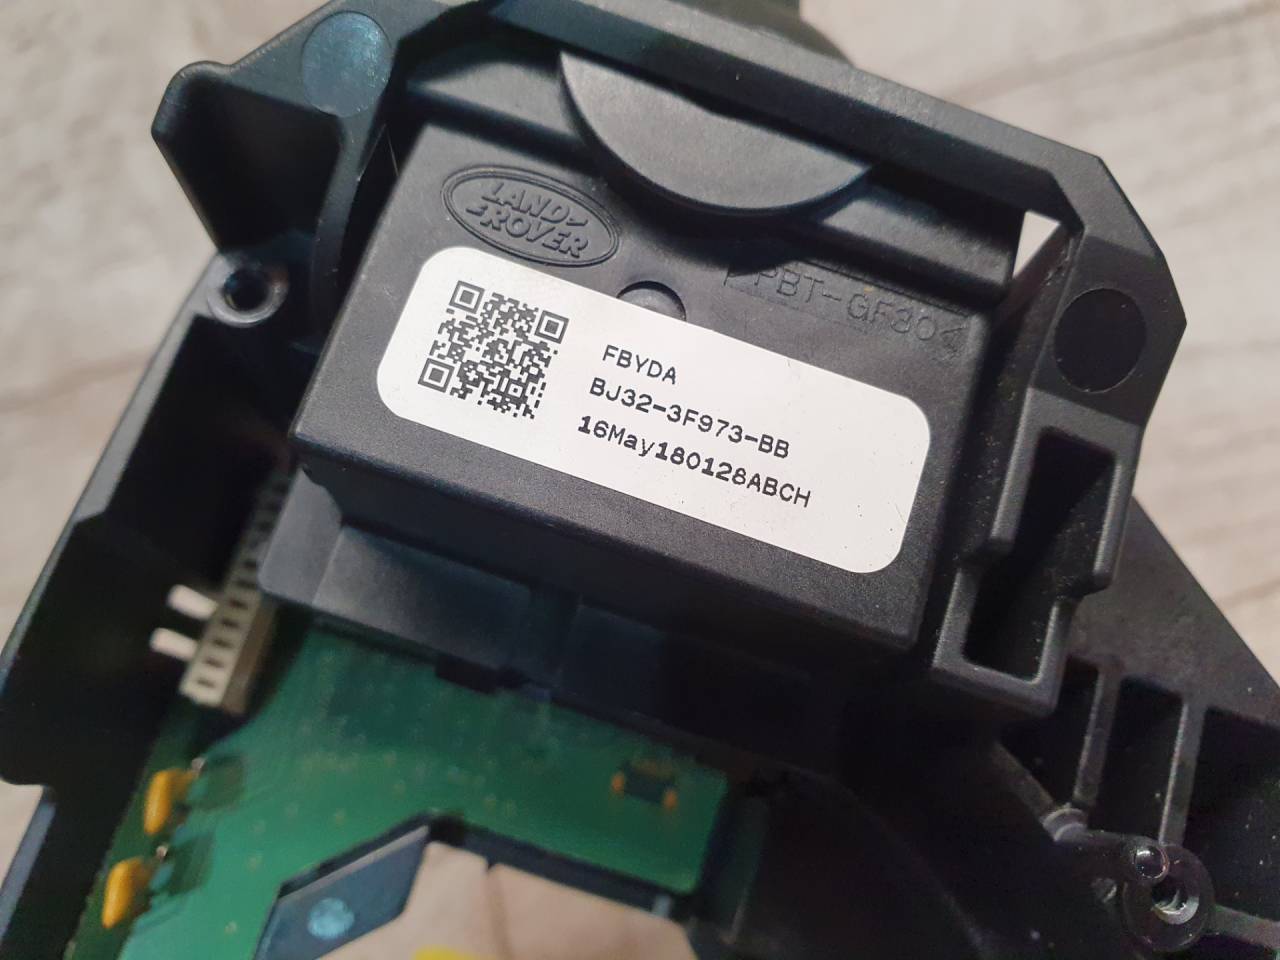 LAND
ROVER
>PBT-GF30<
FBYDA
BJ32-3F973-BB
16May180128ABCH